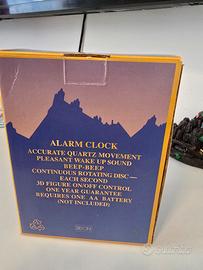 ALARM CLOCK
ACCURATE QUARTZ MOVEMENT
PLEASANT WAKE UP SOUND
BEEP-BEEP
CONTINUOUS ROTATING DISC—
EACH SECOND
3D FIGURE ON/OFF CONTROL
ONE YEAR GUARANTEE
REQUIRES ONE AA BATTERY
(NOT INCLUDED)
subito